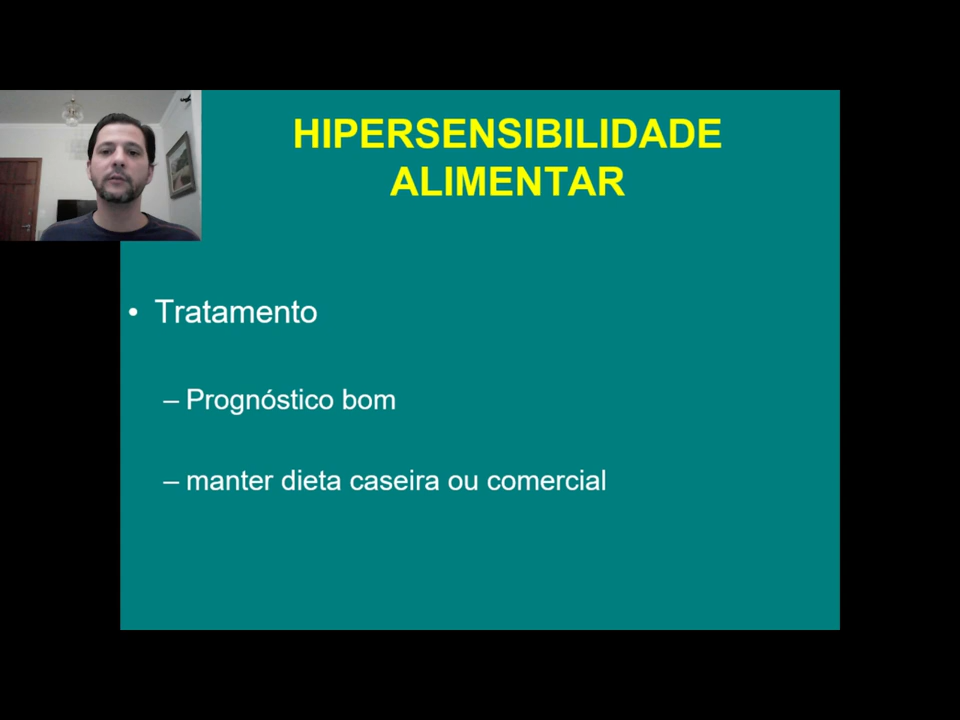 HIPERSENSIBILIDADE
ALIMENTAR
• Tratamento
– Prognóstico bom
– manter dieta caseira ou comercial